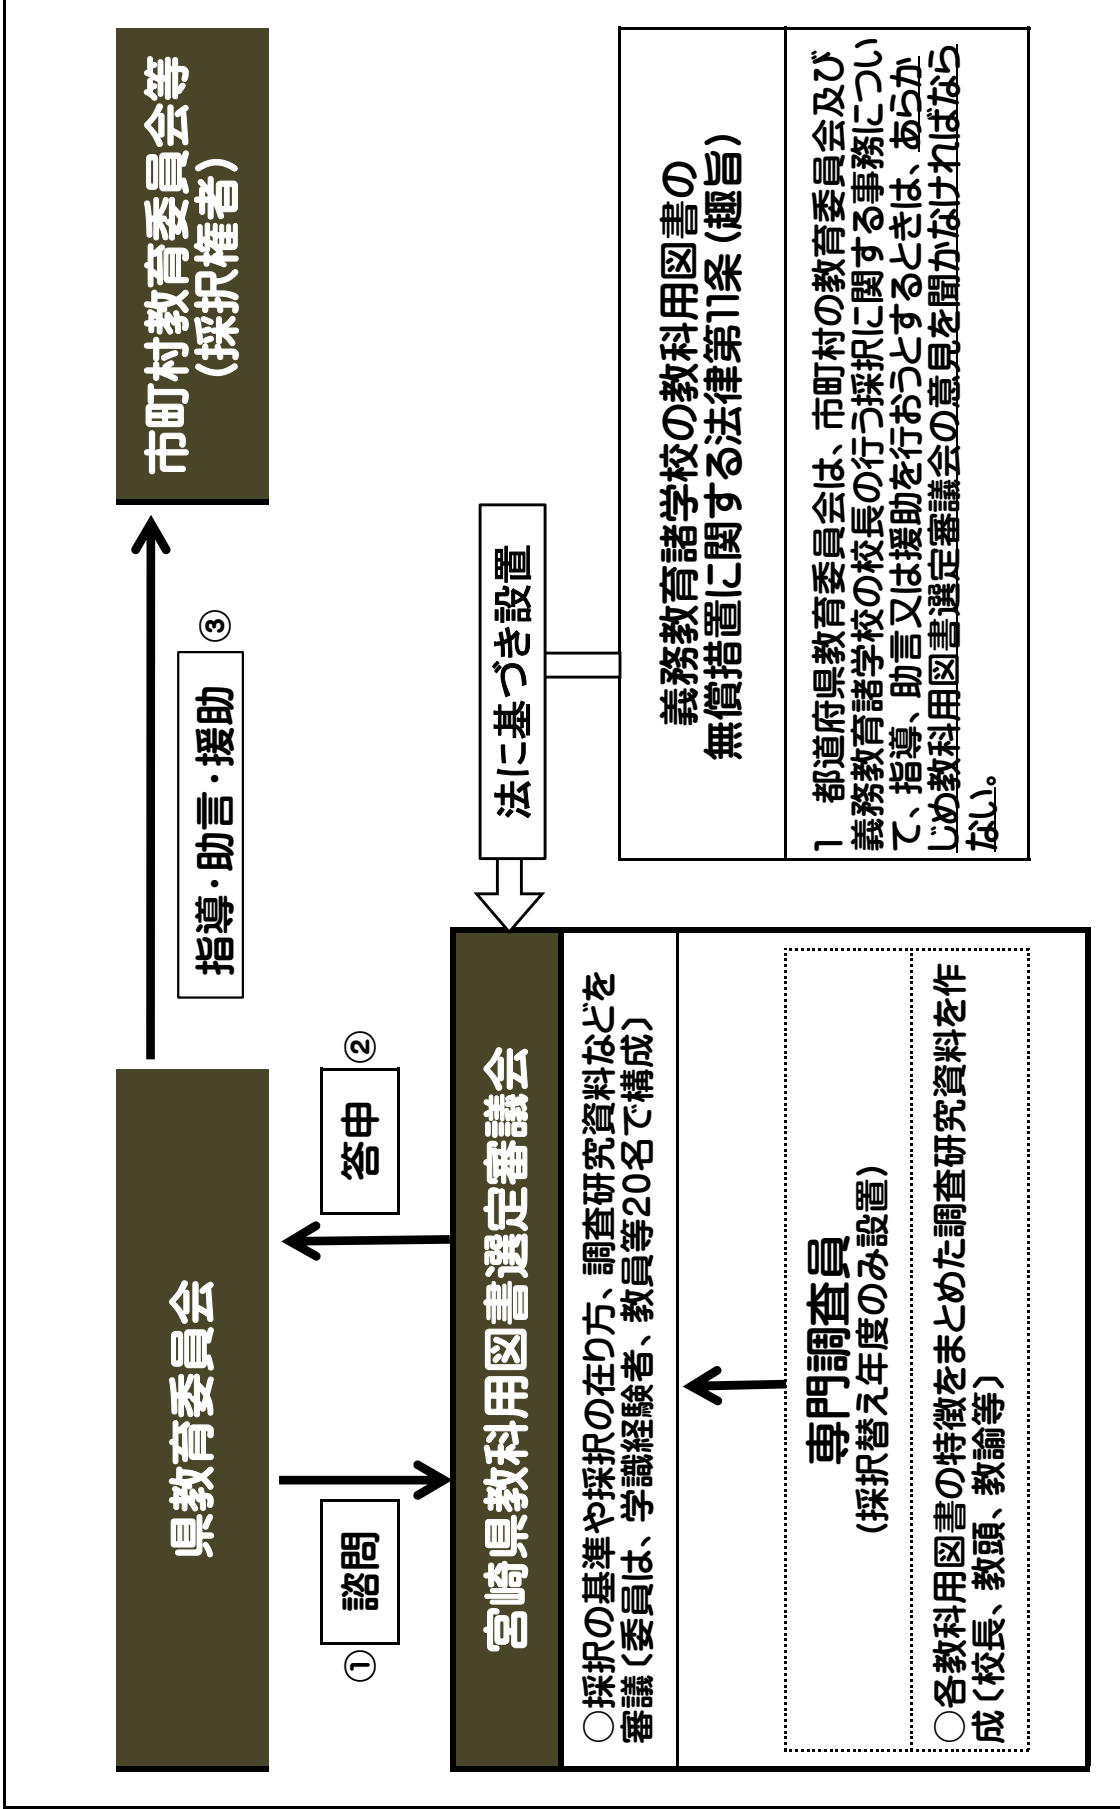 県教育委員会
市町村教育委員会等
（採択権者）
③
指導・助言・援助
①
諮問
②
答申
法に基づき設置
宮崎県教科用図書選定審議会
○採択の基準や採択の在り方、調査研究資料などを
審議（委員は、学識経験者、教員等20名で構成）
専門調査員
（採択替え年度のみ設置）
○各教科用図書の特徴をまとめた調査研究資料を作
成（校長、教頭、教諭等）
義務教育諸学校の教科用図書の
無償措置に関する法律第11条（趣旨）
1　都道府県教育委員会は、市町村の教育委員会及び
義務教育諸学校の校長の行う採択に関する事務につい
て、指導、助言又は援助を行おうとするときは、あらか
じめ教科用図書選定審議会の意見を聞かなければなら
ない。